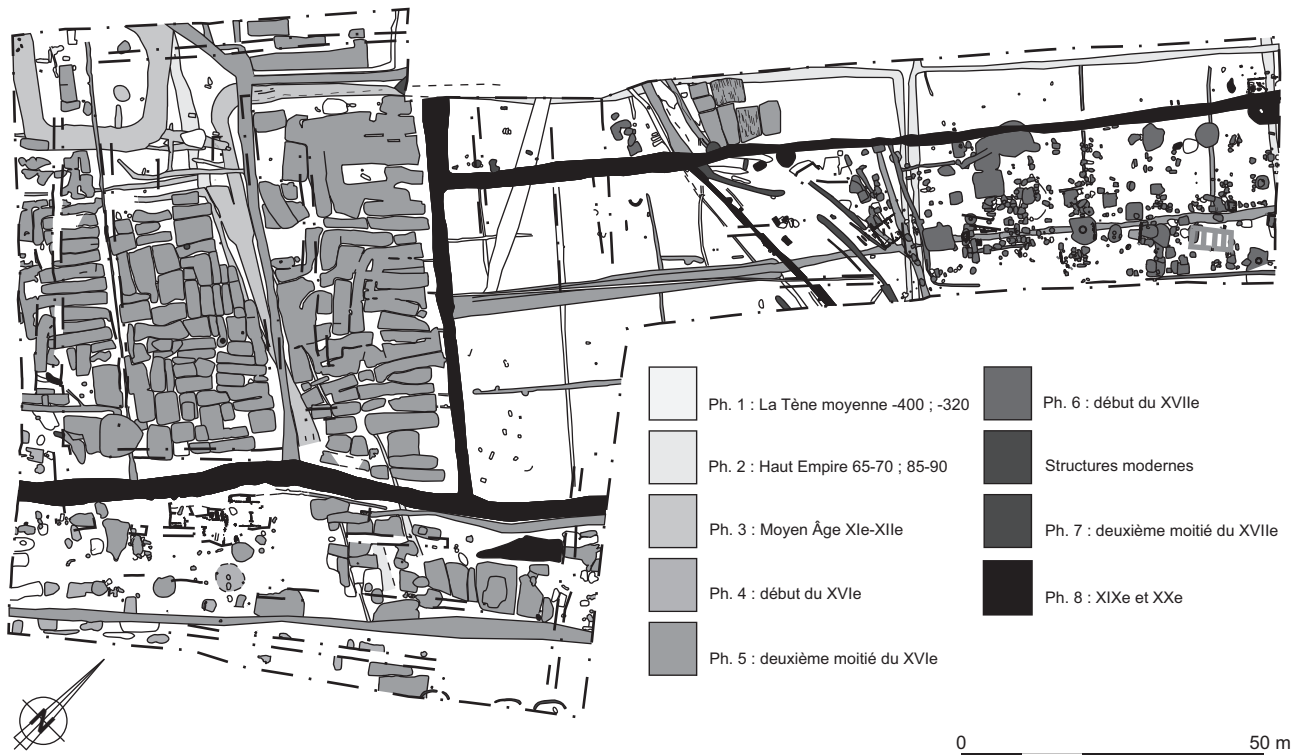 Ph. 1 : La Tène moyenne -400 ; -320
Ph. 2 : Haut Empire 65-70 ; 85-90
Ph. 3 : Moyen Âge XIe-XIIe
Ph. 4 : début du XVIe
Ph. 5 : deuxième moitié du XVIe
Ph. 6 : début du XVIIe
Structures modernes
Ph. 7 : deuxième moitié du XVIIe
Ph. 8 : XIXe et XXe
N
0 50 m